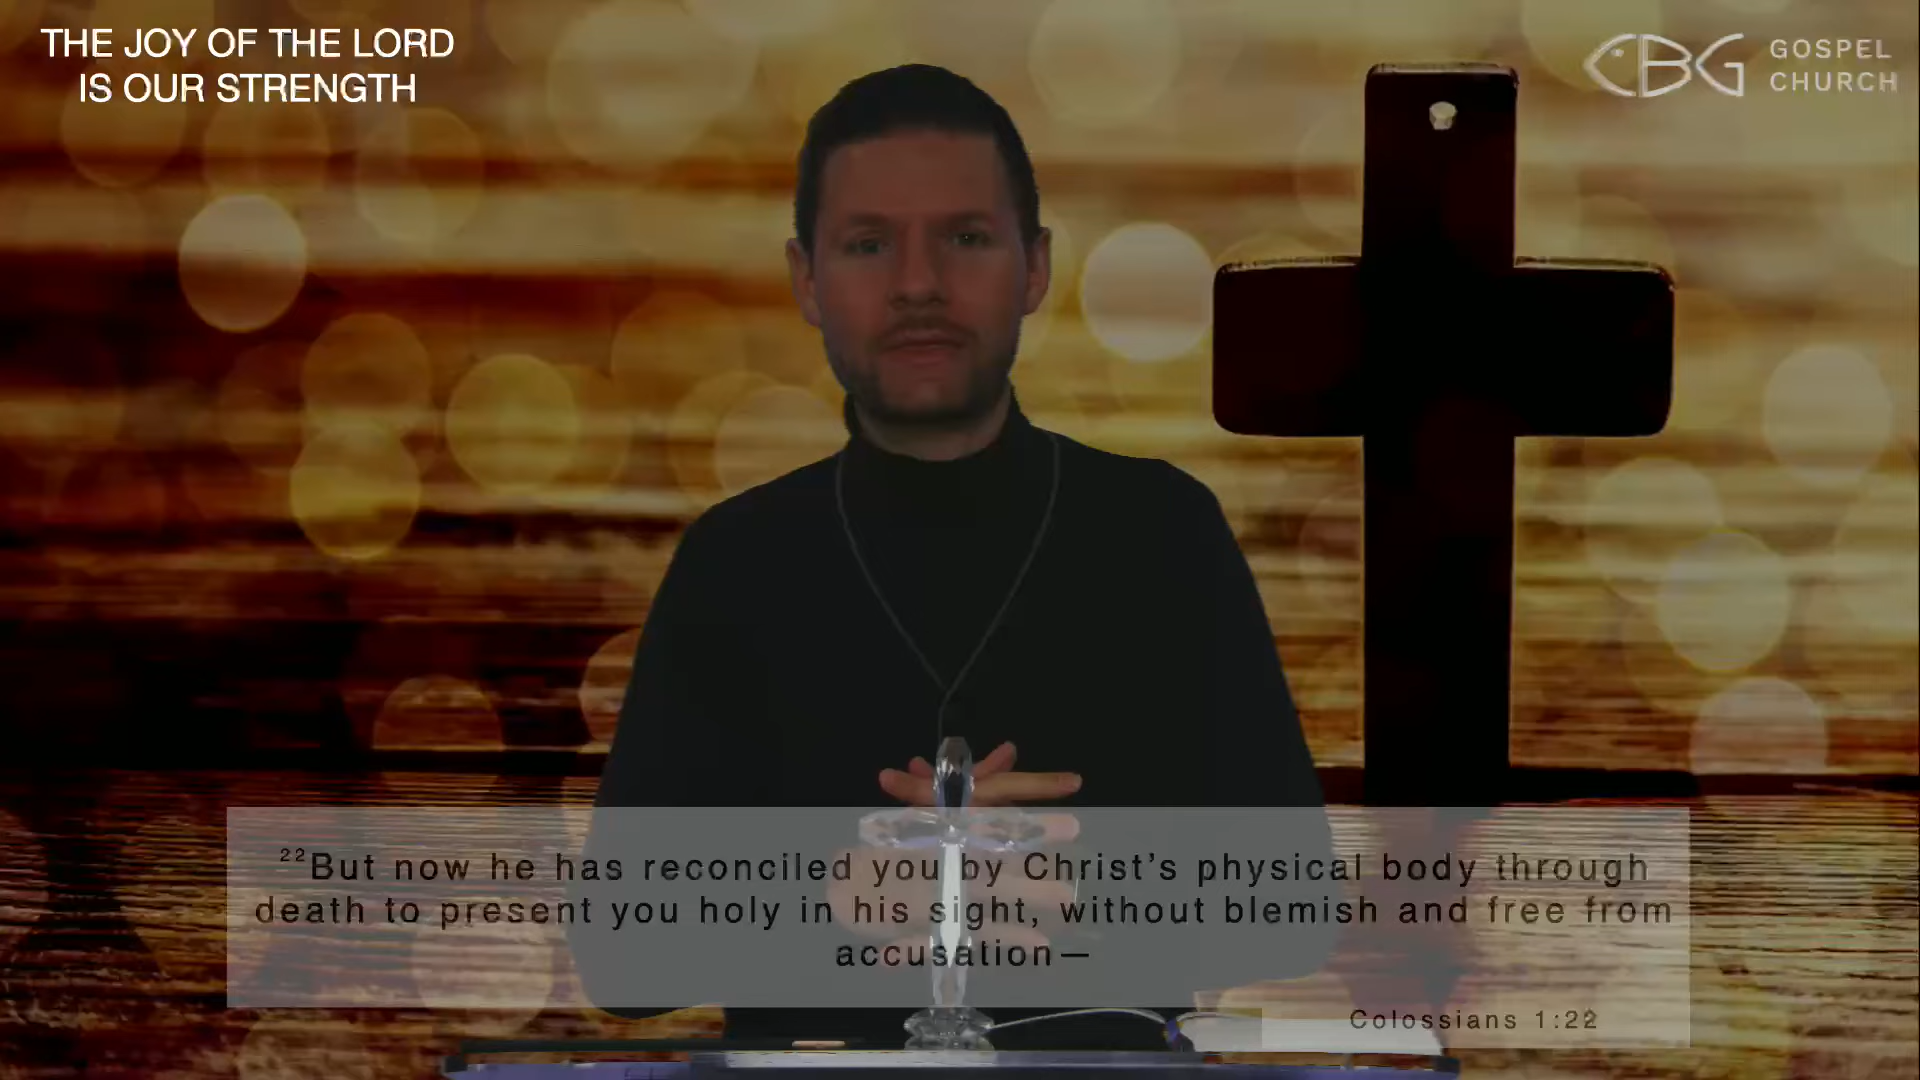 THE JOY OF THE LORD
IS OUR STRENGTH
CBG GOSPEL
CHURCH
²²But now he has reconciled you by Christ’s physical body through
death to present you holy in his sight, without blemish and free from
accusation—
Colossians 1:22